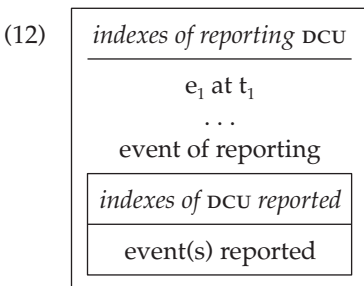 (12)
indexes of reporting DCU
e₁ at t₁
. . .
event of reporting
indexes of DCU reported
event(s) reported